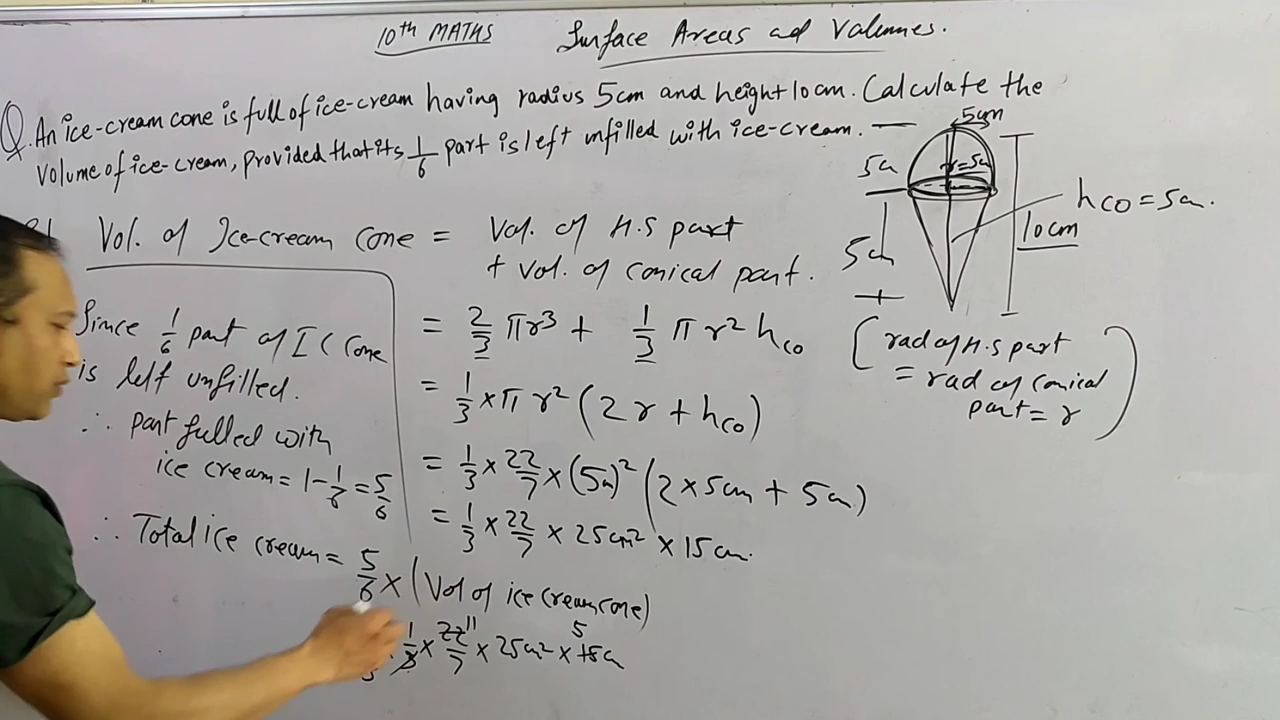 10th MATHS Surface Areas ad Volumes.
Q. An ice-cream cone is full of ice-cream having radius 5cm and height 10cm. Calculate the
Volume of ice-cream, provided that its 1/6 part is left unfilled with ice-cream.
5cm
5cm
r=5cm
h_co = 5cm.
10cm
5cm
Vol. of Ice-cream Cone = Vol. of H.S part
+ Vol. of conical part.
= 2/3 πr³ + 1/3 πr² h_co
(rad of H.S part
= rad of conical
part = r)
= 1/3 × π r² (2r + h_co)
= 1/3 × 22/7 × (5cm)² (2×5cm + 5cm)
= 1/3 × 22/7 × 25cm² × 15cm.
Since 1/6 part of I C Cone
is left unfilled.
∴ part filled with
ice cream = 1 - 1/6 = 5/6
∴ Total ice cream = 5/6 × (Vol of ice cream cone)
1/3 × 22/7 11 × 25cm² × 15cm 5
3